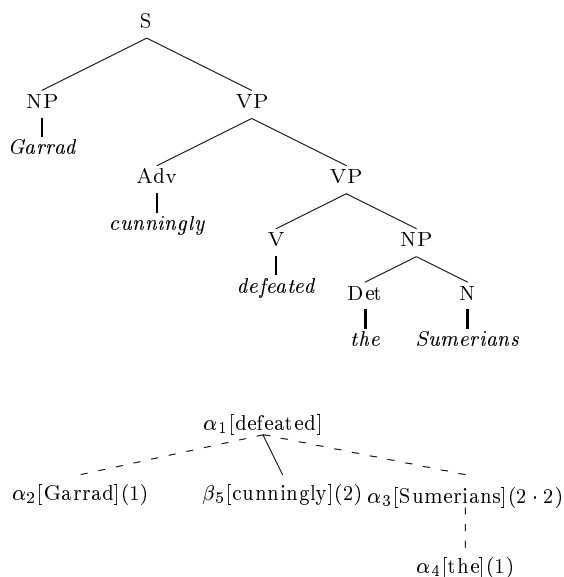 S
NP VP
Garrad
Adv VP
cunningly
V NP
defeated
Det N
the Sumerians
α₁[defeated]
α₂[Garrad](1) β₅[cunningly](2) α₃[Sumerians](2 · 2)
α₄[the](1)